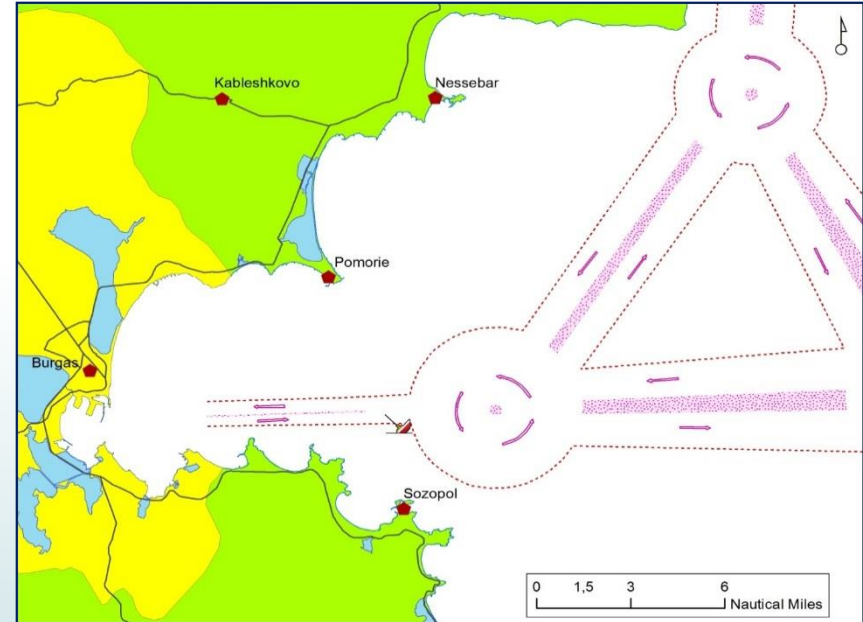 Kableshkovo
Nessebar
Pomorie
Burgas
Sozopol
0 1,5 3 6
Nautical Miles